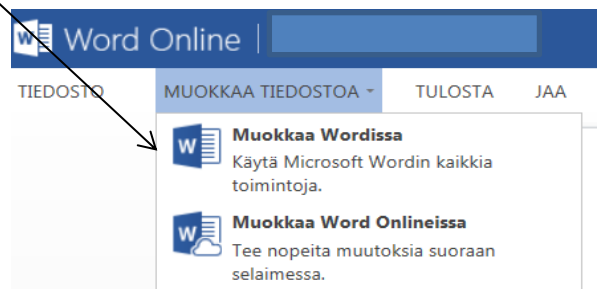 Word Online |
TIEDOSTO MUOKKAA TIEDOSTOA TULOSTA JAA
Muokkaa Wordissa
Käytä Microsoft Wordin kaikkia
toimintoja.
Muokkaa Word Onlineissa
Tee nopeita muutoksia suoraan
selaimessa.